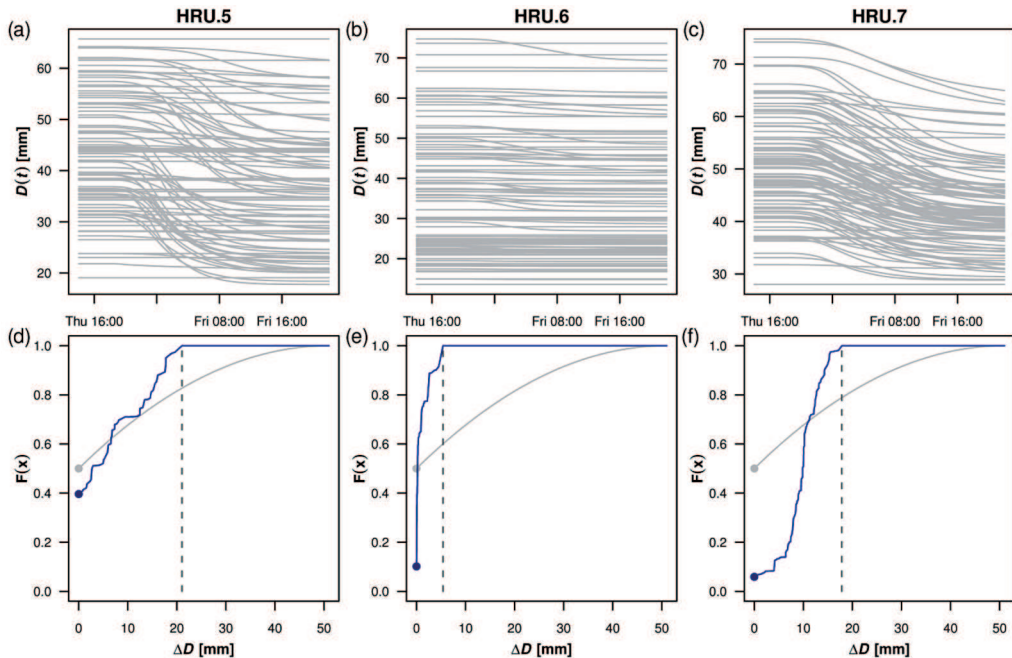 HRU.5
HRU.6
HRU.7
(a)
(b)
(c)
D(t) [mm]
60
50
40
30
20
D(t) [mm]
70
60
50
40
30
20
D(t) [mm]
70
60
50
40
30
Thu 16:00 Fri 08:00 Fri 16:00
Thu 16:00 Fri 08:00 Fri 16:00
Thu 16:00 Fri 08:00 Fri 16:00
(d)
(e)
(f)
F(x)
1.0
0.8
0.6
0.4
0.2
0.0
F(x)
1.0
0.8
0.6
0.4
0.2
0.0
F(x)
1.0
0.8
0.6
0.4
0.2
0.0
0 10 20 30 40 50
0 10 20 30 40 50
0 10 20 30 40 50
ΔD [mm]
ΔD [mm]
ΔD [mm]